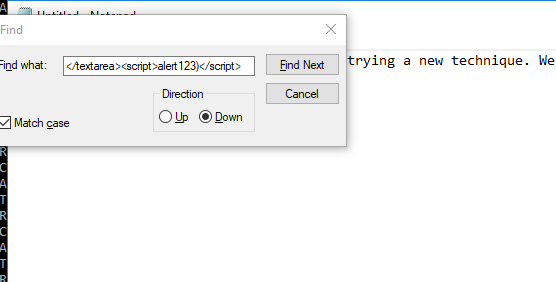 Untitled - Notepad
Find
Find what:
</textarea><script>alert123)</script>
Find Next
Cancel
Direction
Up
Down
Match case
trying a new technique. We
A
R
C
A
T
R
C
A
T
R